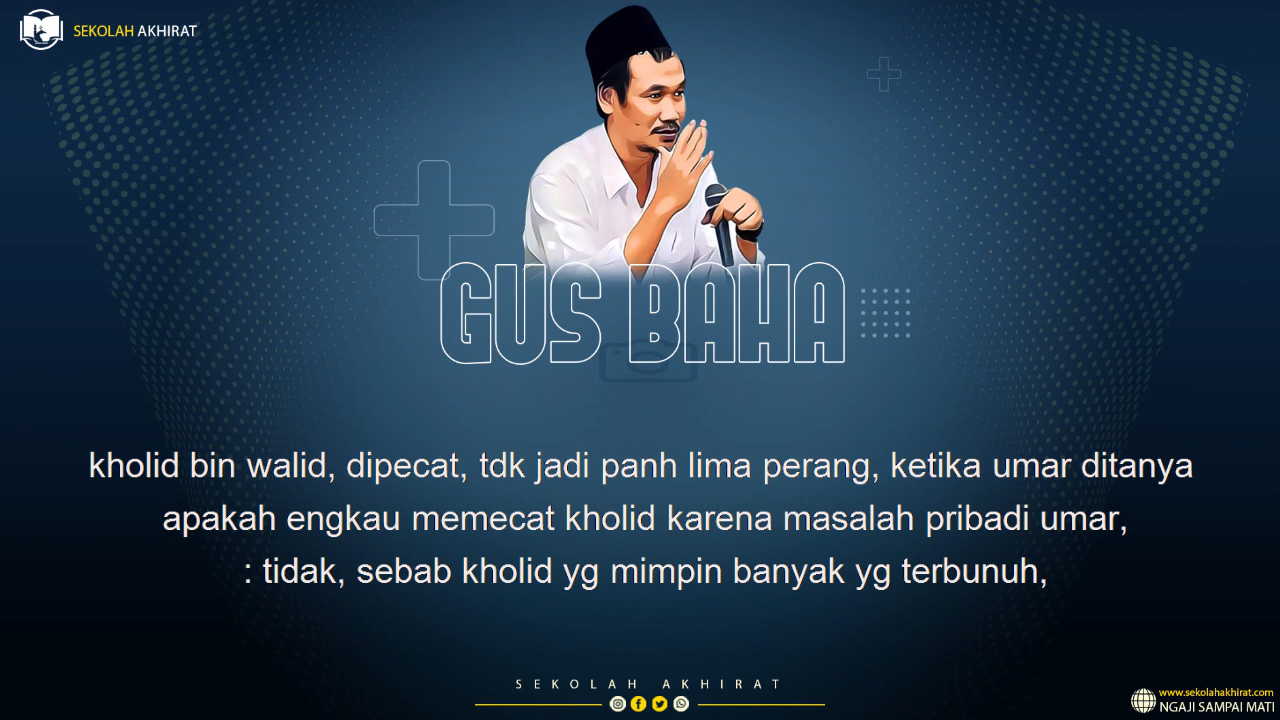 SEKOLAH AKHIRAT
GUS BAHA
kholid bin walid, dipecat, tdk jadi panh lima perang, ketika umar ditanya
apakah engkau memecat kholid karena masalah pribadi umar,
: tidak, sebab kholid yg mimpin banyak yg terbunuh,
SEKOLAH AKHIRAT
www.sekolahakhirat.com
NGAJI SAMPAI MATI